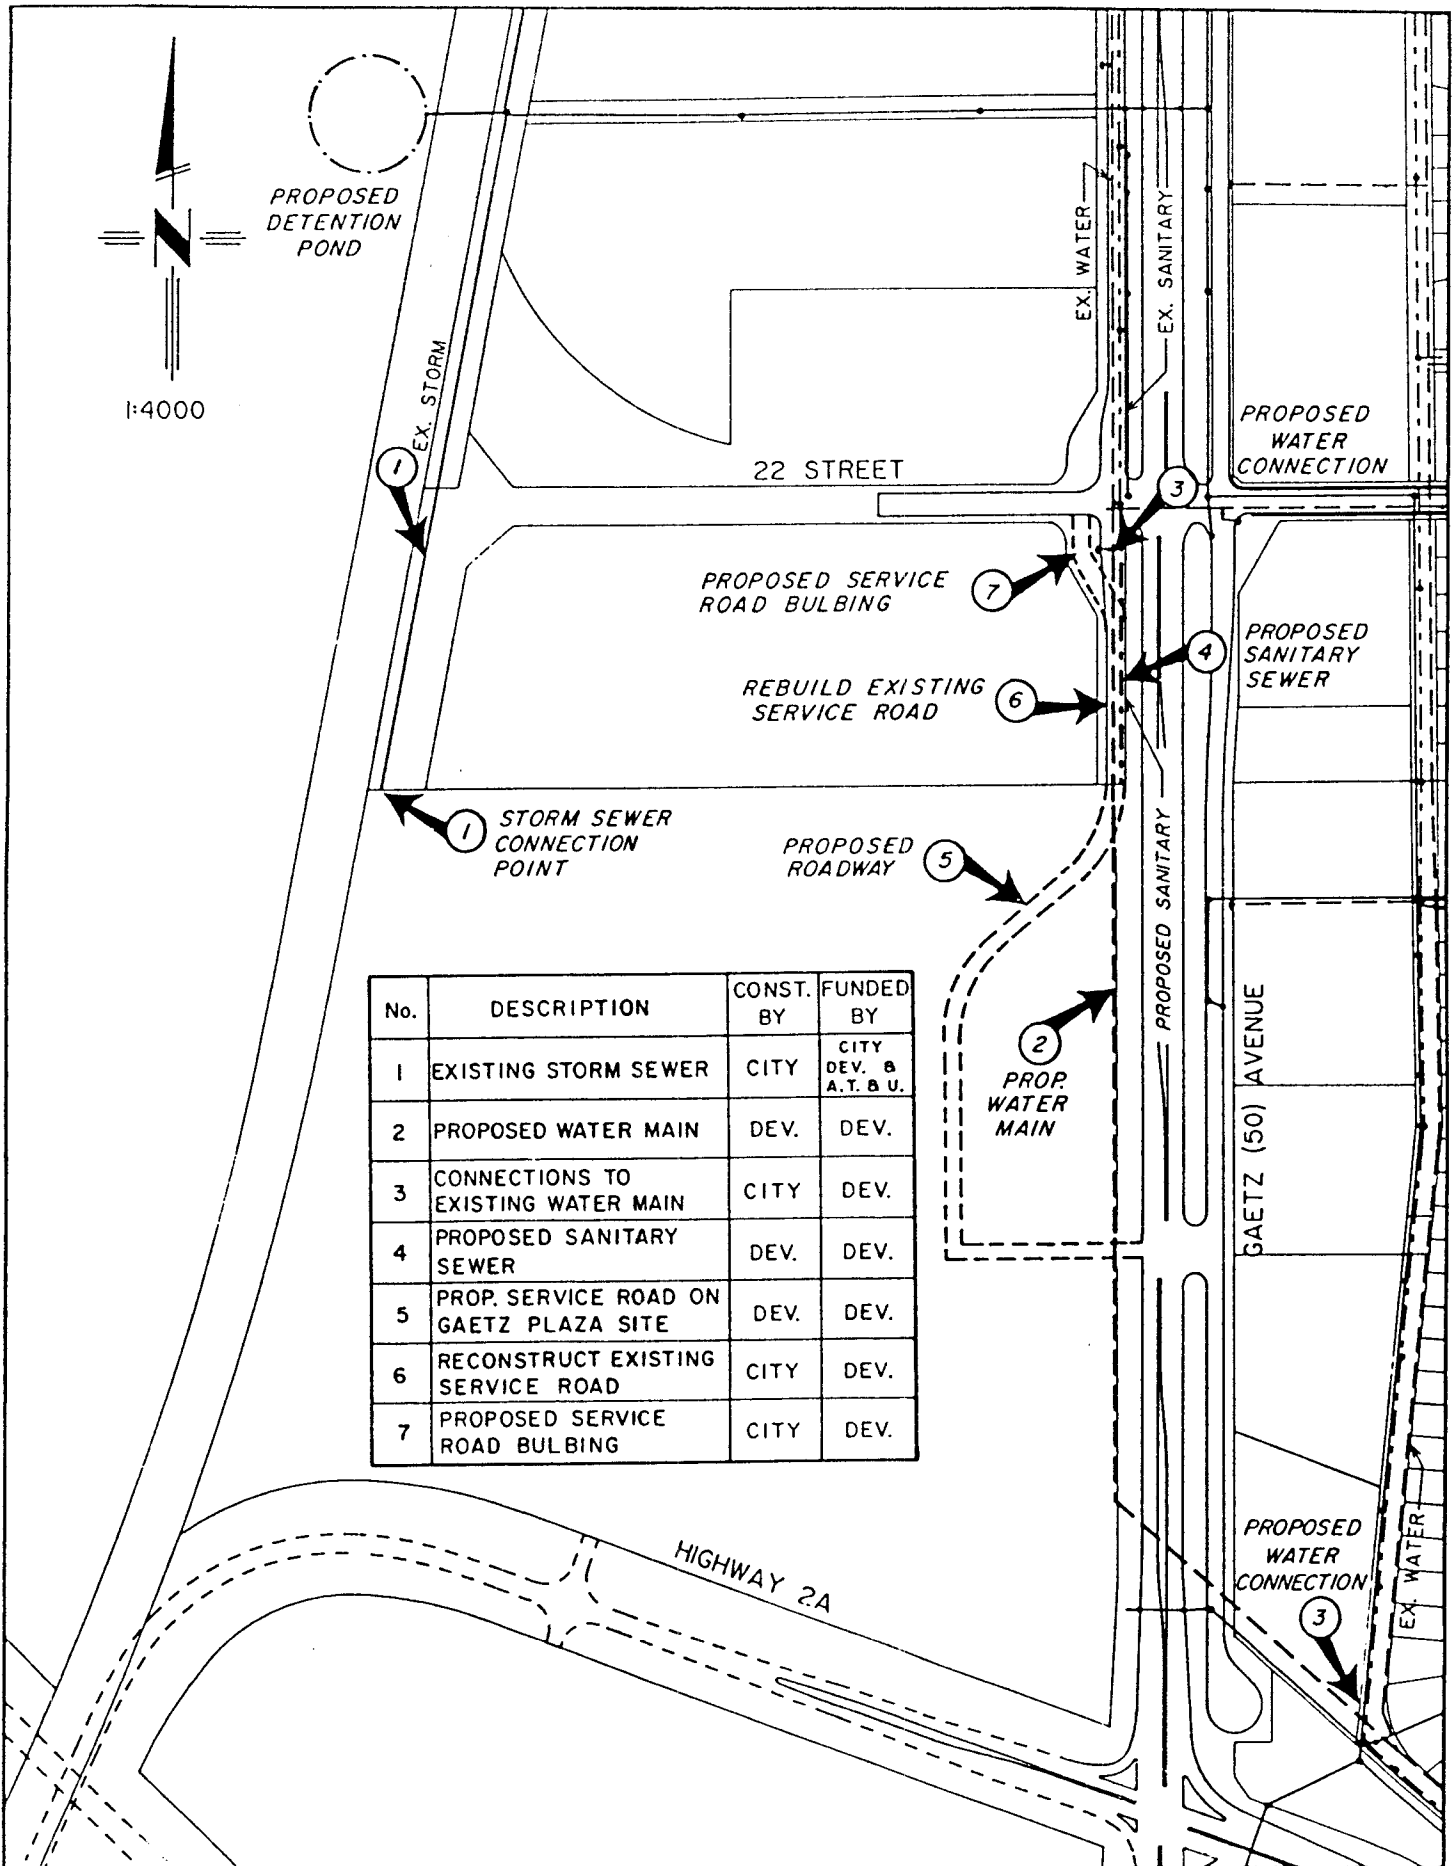 PROPOSED
DETENTION
POND
N
1:4000
EX. STORM
EX. WATER
EX. SANITARY
22 STREET
PROPOSED
WATER
CONNECTION
1
3
PROPOSED SERVICE
ROAD BULBING
7
PROPOSED
SANITARY
SEWER
4
REBUILD EXISTING
SERVICE ROAD
6
1
STORM SEWER
CONNECTION
POINT
PROPOSED
ROADWAY
5
PROPOSED SANITARY
2
PROP.
WATER
MAIN
GAETZ (50) AVENUE
No. DESCRIPTION CONST. BY FUNDED BY
1 EXISTING STORM SEWER CITY CITY DEV. & A.T. & U.
2 PROPOSED WATER MAIN DEV. DEV.
3 CONNECTIONS TO EXISTING WATER MAIN CITY DEV.
4 PROPOSED SANITARY SEWER DEV. DEV.
5 PROP. SERVICE ROAD ON GAETZ PLAZA SITE DEV. DEV.
6 RECONSTRUCT EXISTING SERVICE ROAD CITY DEV.
7 PROPOSED SERVICE ROAD BULBING CITY DEV.
HIGHWAY 2A
PROPOSED
WATER
CONNECTION
3
EX. WATER